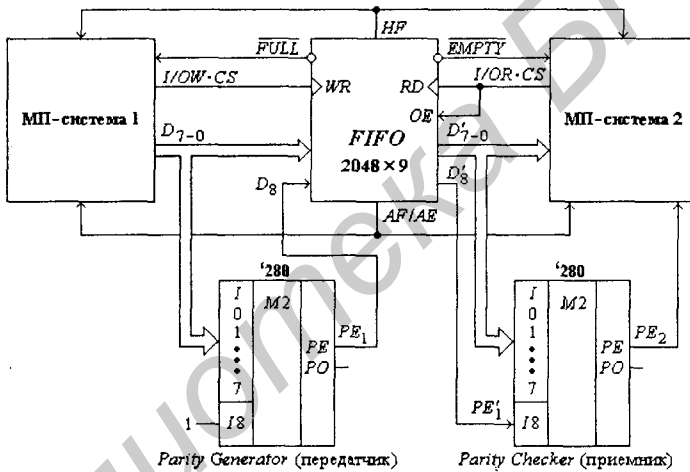 HF
FULL
EMPTY
I/OW·CS
WR
RD
I/OR·CS
OE
МП-система 1
FIFO
2048×9
МП-система 2
D7-0
D'7-0
D8
D'8
AF/AE
'280
'280
I
0
1
7
M2
PE
PO
PE1
1
I8
I
0
1
7
M2
PE
PO
PE2
PE'1
I8
Parity Generator (передатчик)
Parity Checker (приемник)